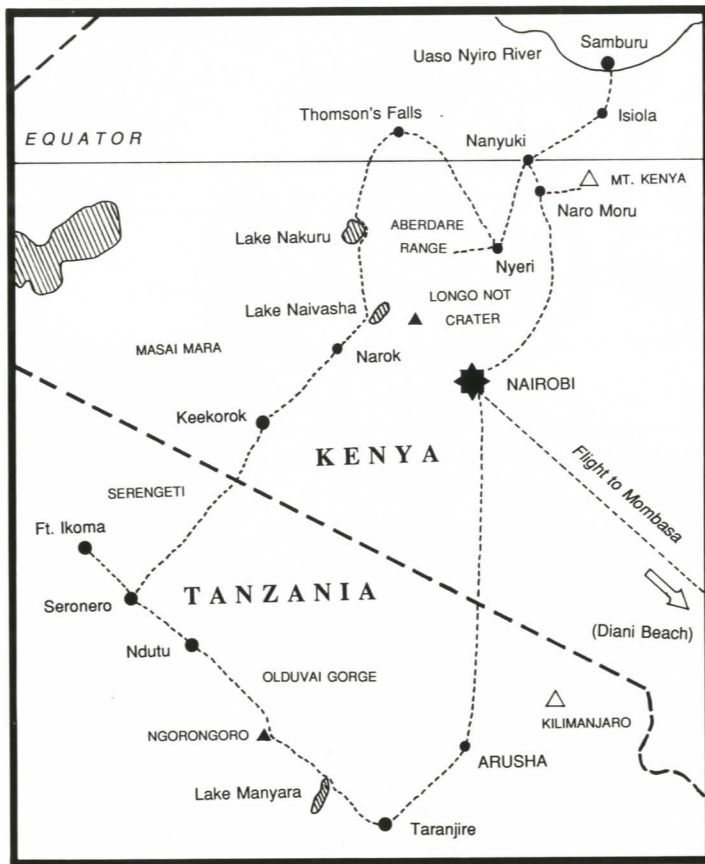 Samburu
Uaso Nyiro River
Thomson's Falls
Isiola
EQUATOR
Nanyuki
MT. KENYA
Naro Moru
Lake Nakuru
ABERDARE
RANGE
Nyeri
Lake Naivasha
LONGO NOT
CRATER
MASAI MARA
Narok
NAIROBI
Keekorok
KENYA
Flight to Mombasa
SERENGETI
Ft. Ikoma
TANZANIA
Seronero
(Diani Beach)
Ndutu
OLDUVAI GORGE
KILIMANJARO
NGORONGORO
ARUSHA
Lake Manyara
Taranjire